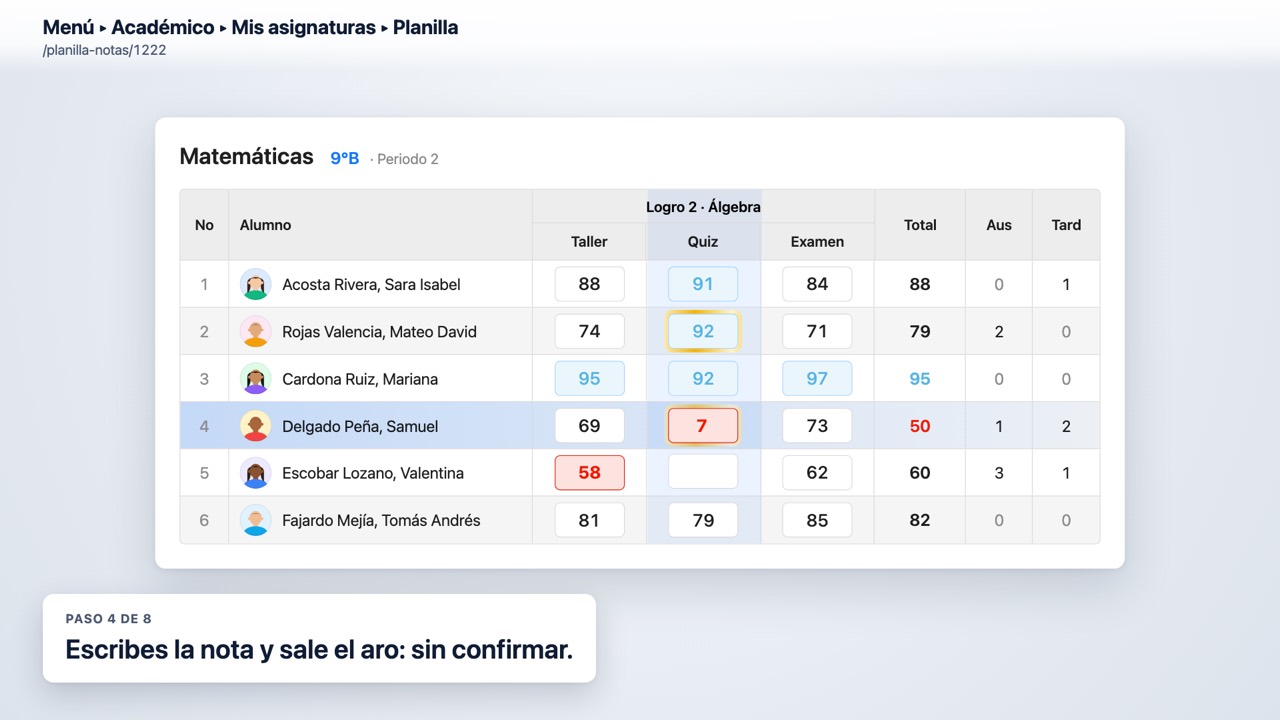 Menú ▸ Académico ▸ Mis asignaturas ▸ Planilla
/planilla-notas/1222
Matemáticas 9°B · Periodo 2
No Alumno Logro 2 · Álgebra Total Aus Tard
Taller Quiz Examen
1 Acosta Rivera, Sara Isabel 88 91 84 88 0 1
2 Rojas Valencia, Mateo David 74 92 71 79 2 0
3 Cardona Ruiz, Mariana 95 92 97 95 0 0
4 Delgado Peña, Samuel 69 7 73 50 1 2
5 Escobar Lozano, Valentina 58 62 60 3 1
6 Fajardo Mejía, Tomás Andrés 81 79 85 82 0 0
PASO 4 DE 8
Escribes la nota y sale el aro: sin confirmar.